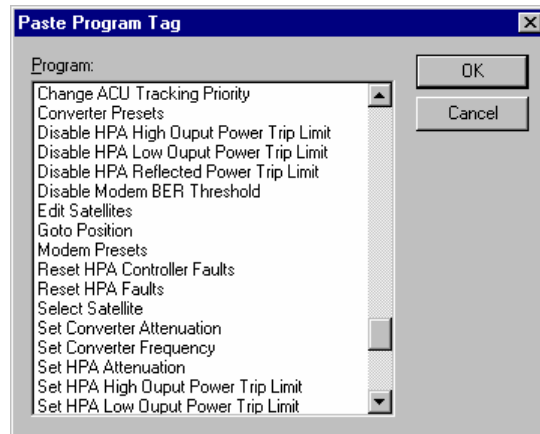 Paste Program Tag
Program:
Change ACU Tracking Priority
Converter Presets
Disable HPA High Ouput Power Trip Limit
Disable HPA Low Ouput Power Trip Limit
Disable HPA Reflected Power Trip Limit
Disable Modem BER Threshold
Edit Satellites
Goto Position
Modem Presets
Reset HPA Controller Faults
Reset HPA Faults
Select Satellite
Set Converter Attenuation
Set Converter Frequency
Set HPA Attenuation
Set HPA High Ouput Power Trip Limit
Set HPA Low Ouput Power Trip Limit
OK
Cancel